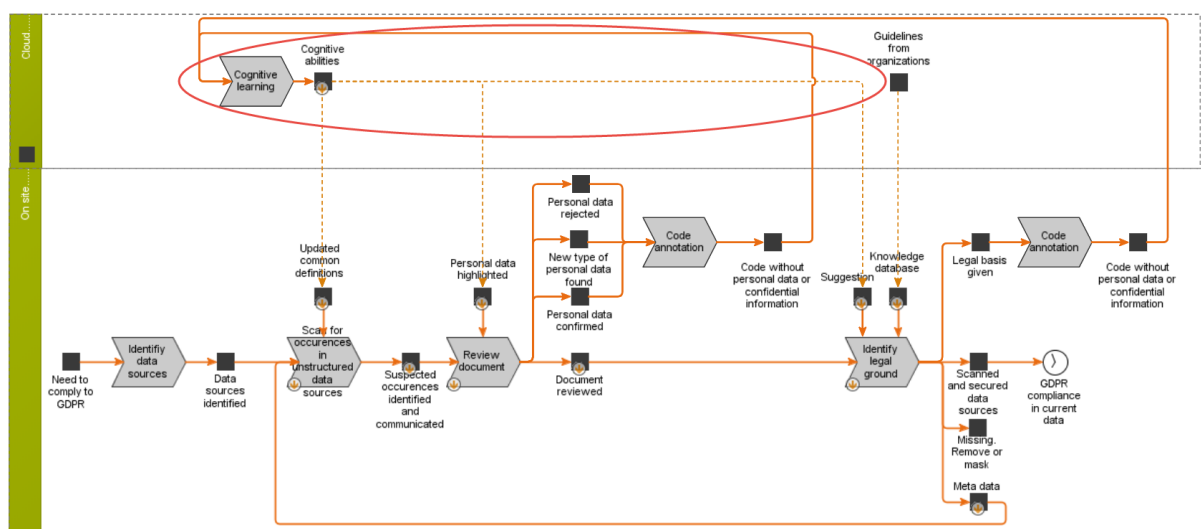 Cloud......
Cognitive
learning
Cognitive
abilities
Guidelines
from
organizations
On site......
Personal data
rejected
New type of
personal data
found
Personal data
confirmed
Code
annotation
Code without
personal data or
confidential
information
Legal basis
given
Code
annotation
Code without
personal data or
confidential
information
Updated
common
definitions
Personal data
highlighted
Suggestion
Knowledge
database
Need to
comply to
GDPR
Identifiy
data
sources
Data
sources
identified
Scan for
occurences in
unstructured
data
sources
Suspected
occurences
identified
and
communicated
Review
document
Document
reviewed
Identify
legal
ground
Scanned
and secured
data
sources
GDPR
compliance
in current
data
Missing.
Remove or
mask
Meta data